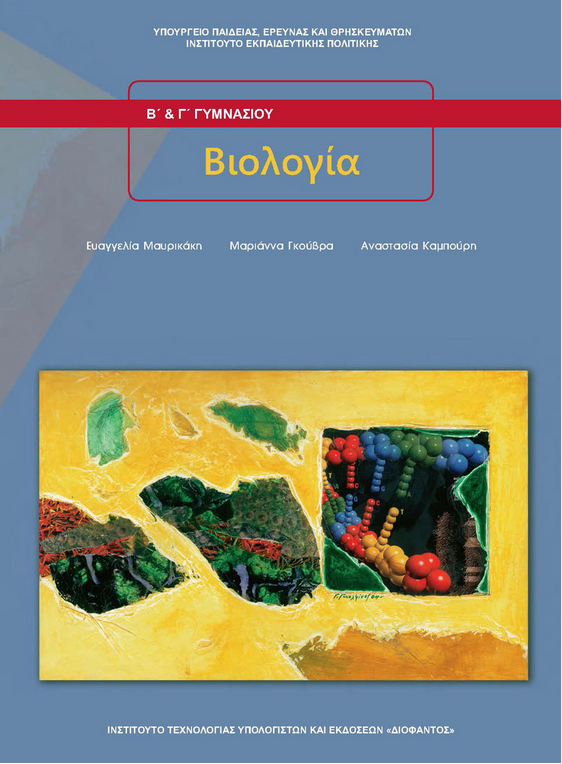 ΥΠΟΥΡΓΕΙΟ ΠΑΙΔΕΙΑΣ, ΕΡΕΥΝΑΣ ΚΑΙ ΘΡΗΣΚΕΥΜΑΤΩΝ
ΙΝΣΤΙΤΟΥΤΟ ΕΚΠΑΙΔΕΥΤΙΚΗΣ ΠΟΛΙΤΙΚΗΣ
Β΄ & Γ΄ ΓΥΜΝΑΣΙΟΥ
Βιολογία
Ευαγγελία Μαυρικάκη Μαριάννα Γκούβρα Αναστασία Καμπούρη
ΙΝΣΤΙΤΟΥΤΟ ΤΕΧΝΟΛΟΓΙΑΣ ΥΠΟΛΟΓΙΣΤΩΝ ΚΑΙ ΕΚΔΟΣΕΩΝ «ΔΙΟΦΑΝΤΟΣ»